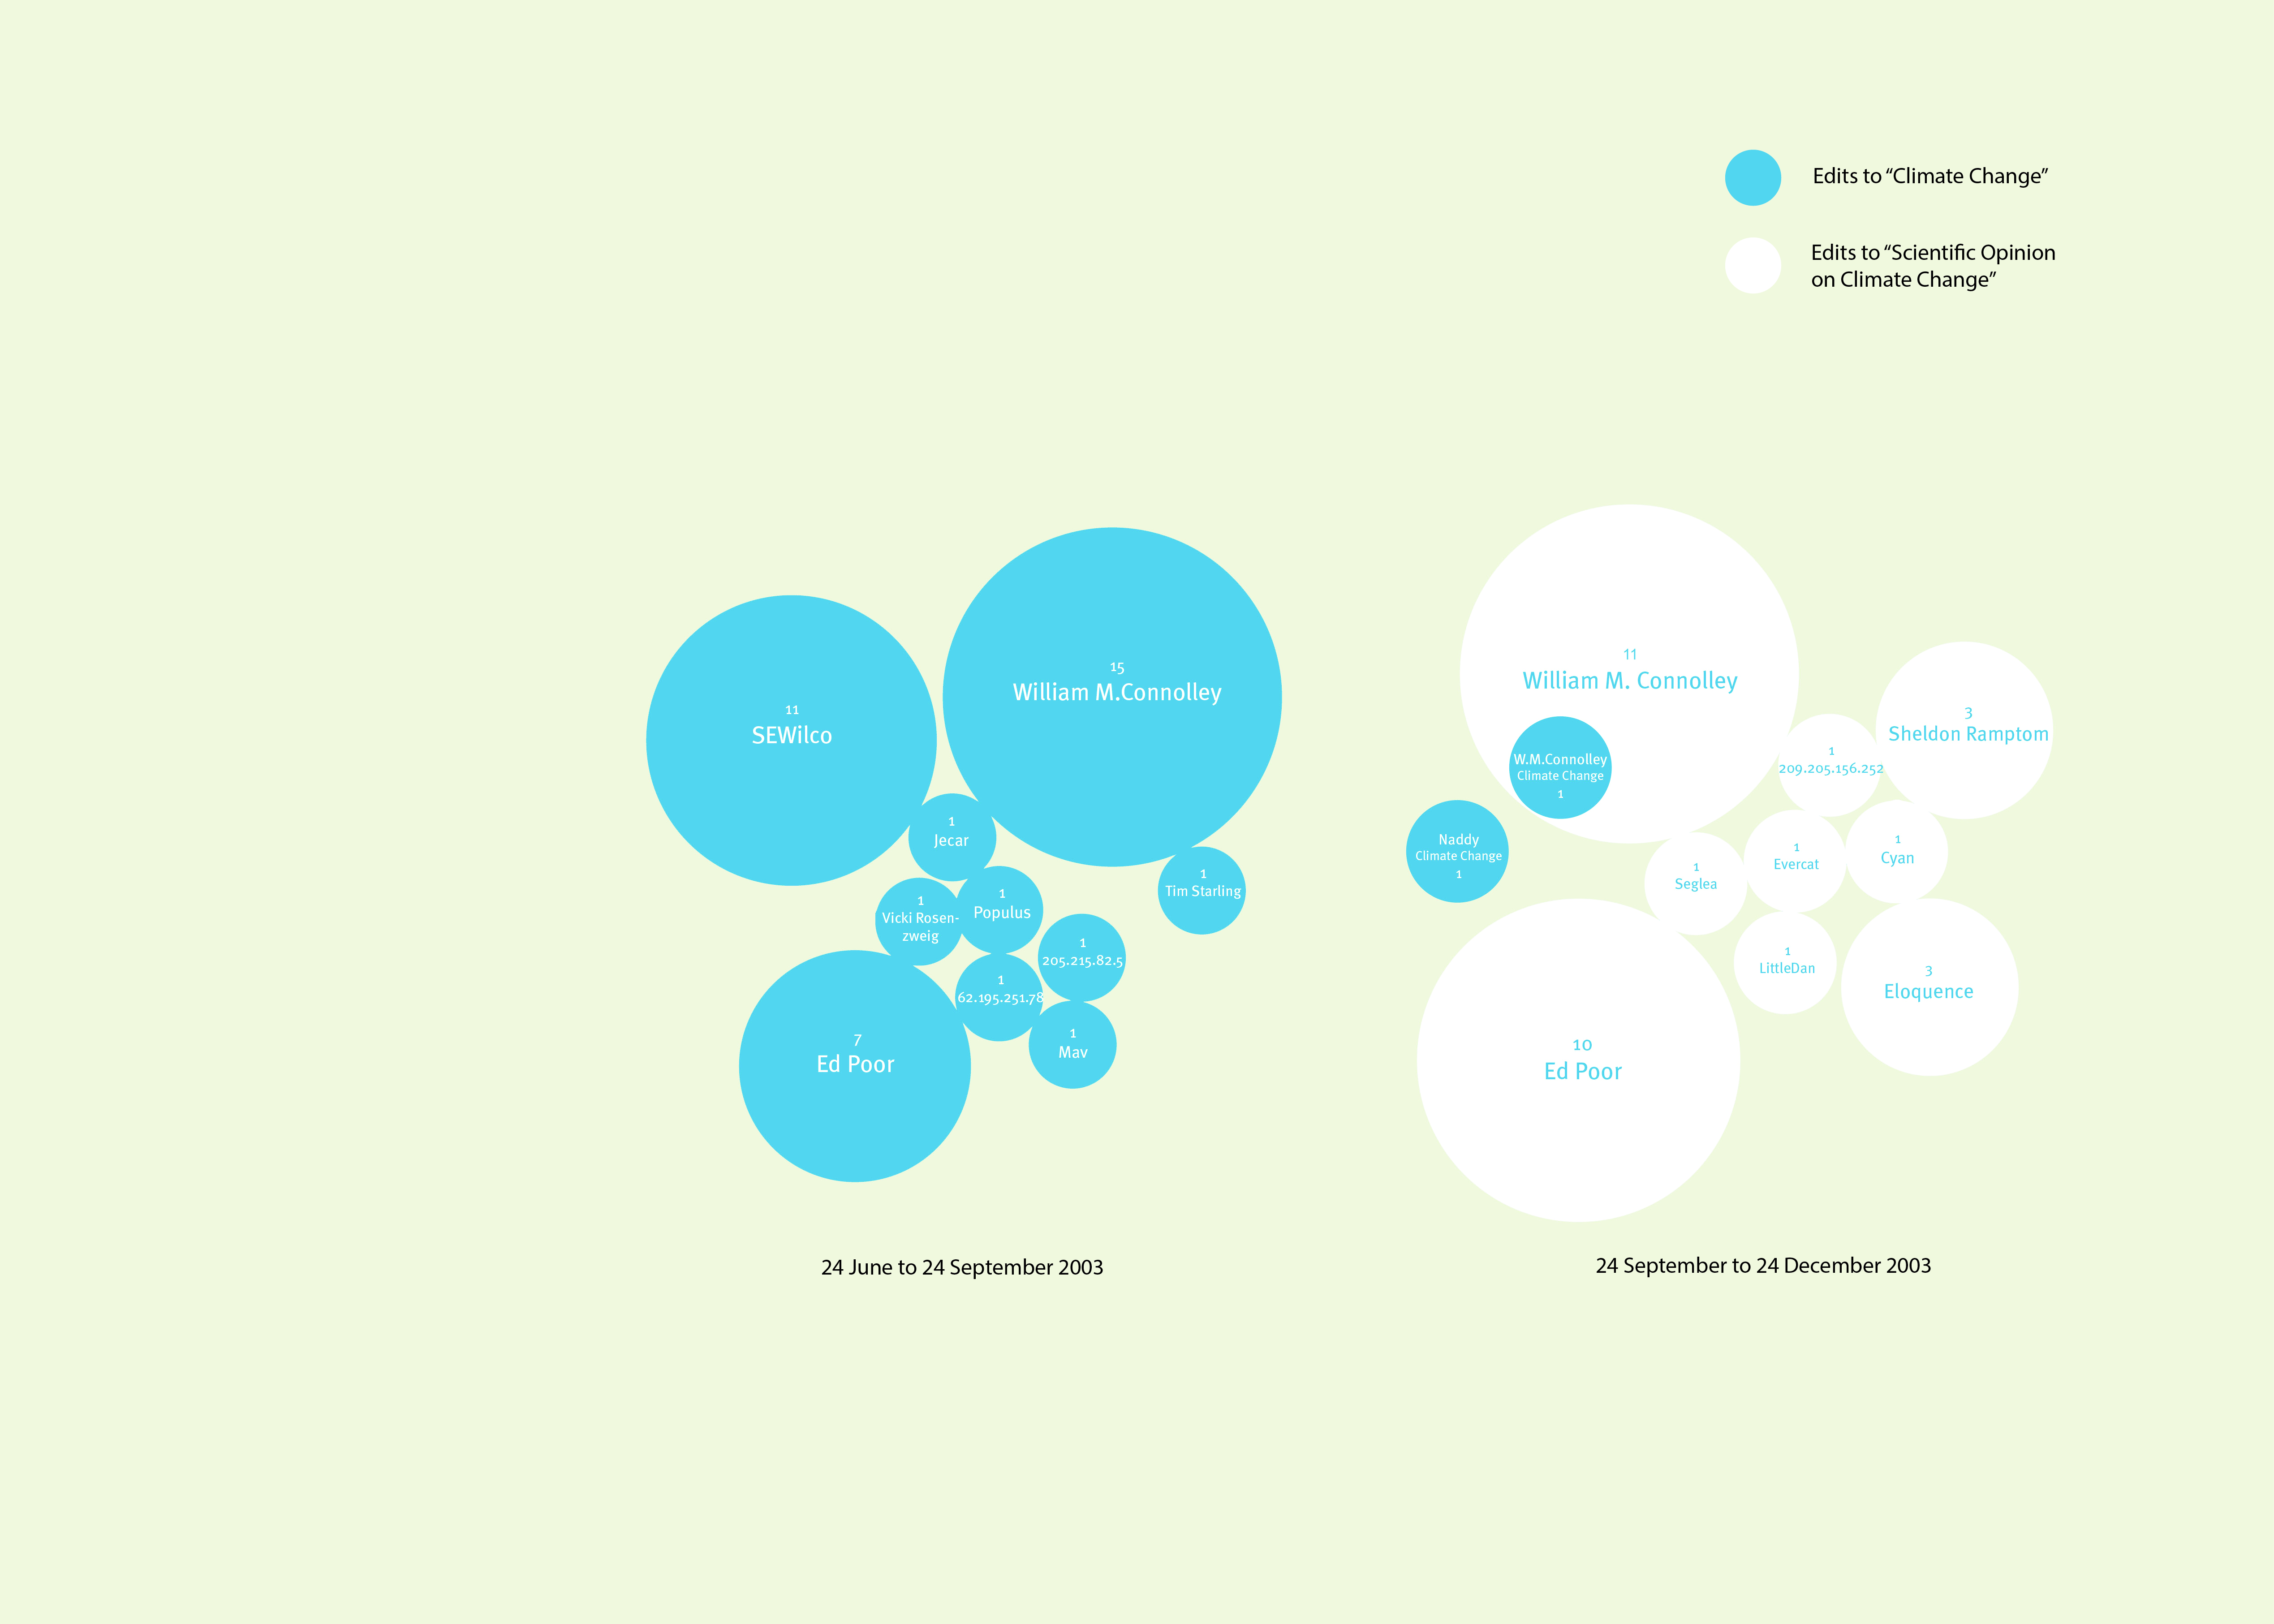 Edits to “Climate Change”
Edits to “Scientific Opinion
on Climate Change”
15
William M.Connolley
11
SEWilco
1
Jecar
1
Tim Starling
1
Vicki Rosen-
zweig
1
Populus
1
205.215.82.5
1
62.195.251.78
1
Mav
7
Ed Poor
24 June to 24 September 2003
11
William M. Connolley
W.M.Connolley
Climate Change
1
3
Sheldon Ramptom
1
209.205.156.252
Naddy
Climate Change
1
1
Seglea
1
Evercat
1
Cyan
1
LittleDan
3
Eloquence
10
Ed Poor
24 September to 24 December 2003